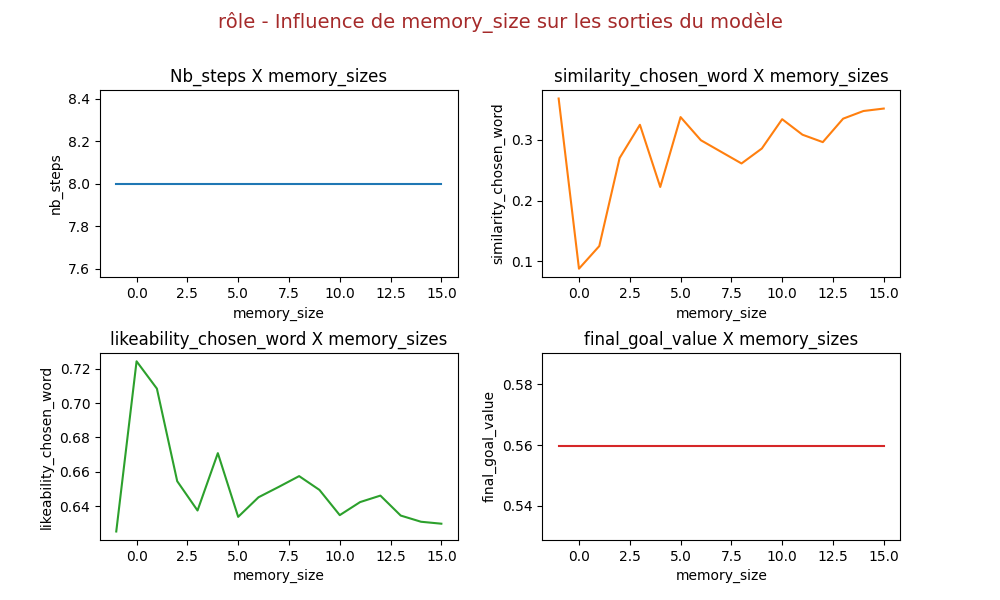 rôle - Influence de memory_size sur les sorties du modèle
Nb_steps X memory_sizes
nb_steps
8.4
8.2
8.0
7.8
7.6
0.0 2.5 5.0 7.5 10.0 12.5 15.0
memory_size
similarity_chosen_word X memory_sizes
similarity_chosen_word
0.3
0.2
0.1
0.0 2.5 5.0 7.5 10.0 12.5 15.0
memory_size
likeability_chosen_word X memory_sizes
likeability_chosen_word
0.72
0.70
0.68
0.66
0.64
0.0 2.5 5.0 7.5 10.0 12.5 15.0
memory_size
final_goal_value X memory_sizes
final_goal_value
0.58
0.56
0.54
0.0 2.5 5.0 7.5 10.0 12.5 15.0
memory_size